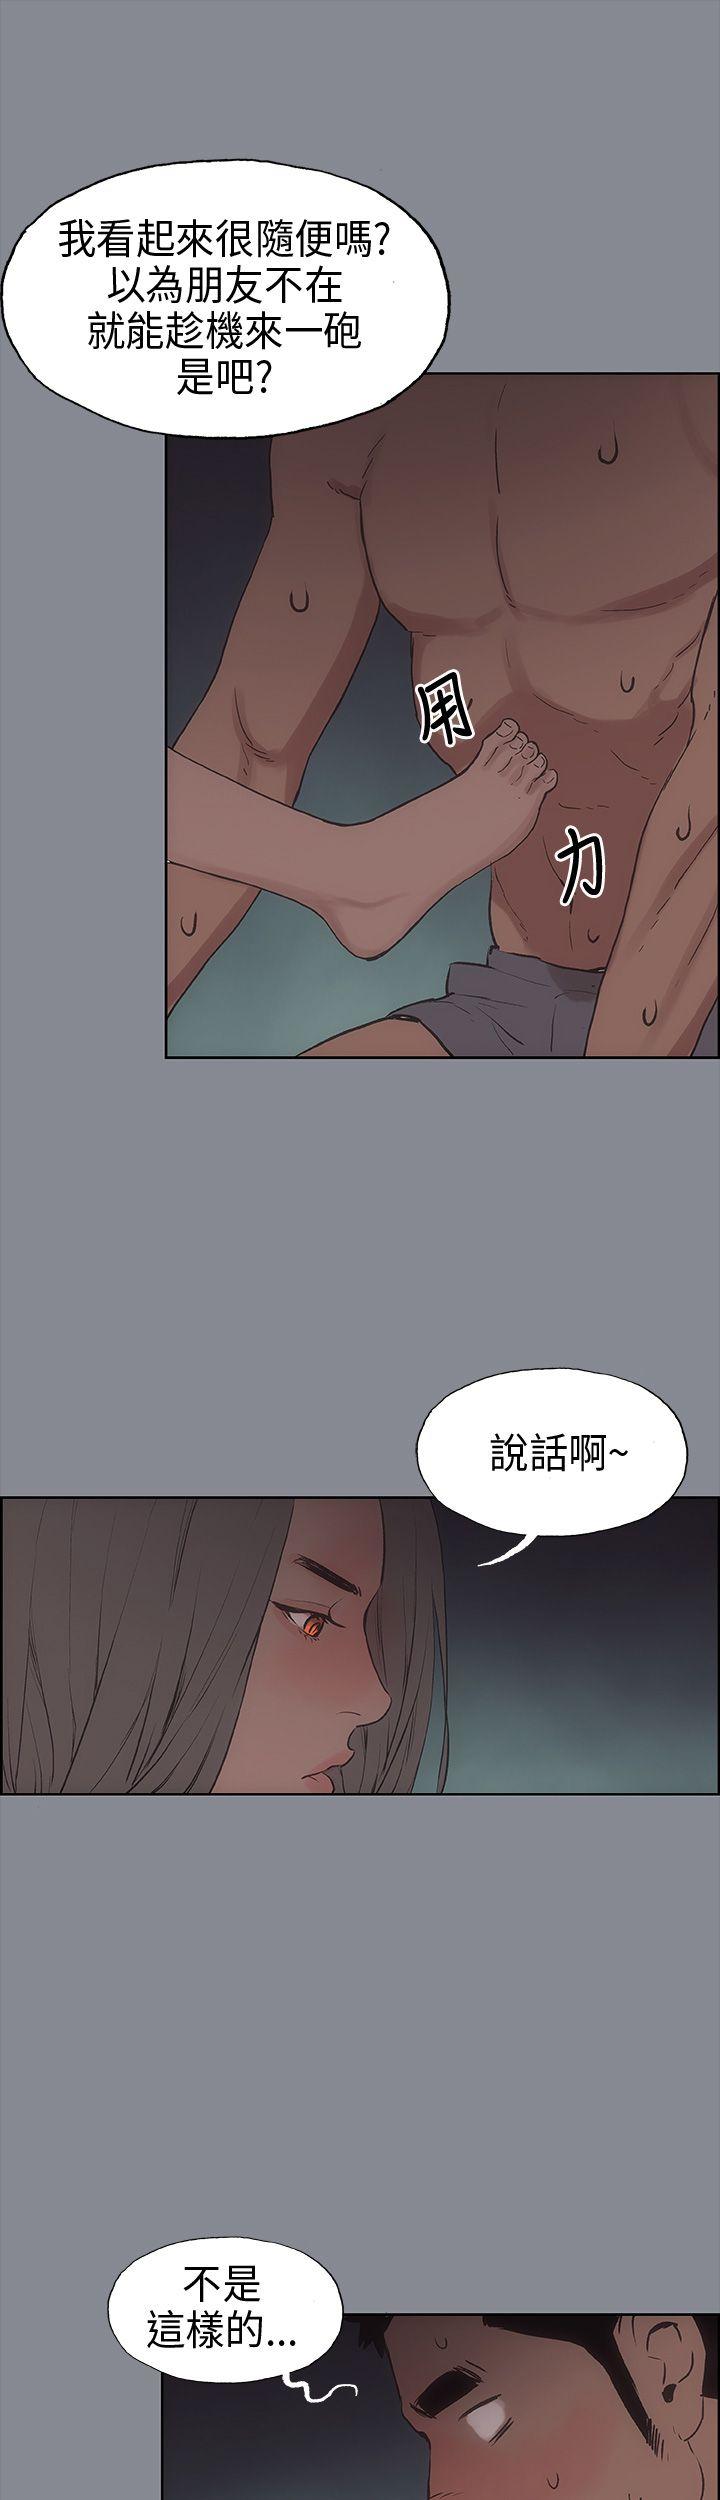 我看起來很隨便嗎?
以為朋友不在
就能趁機來一砲
是吧?
用
力
說話啊~
不是
這樣的...